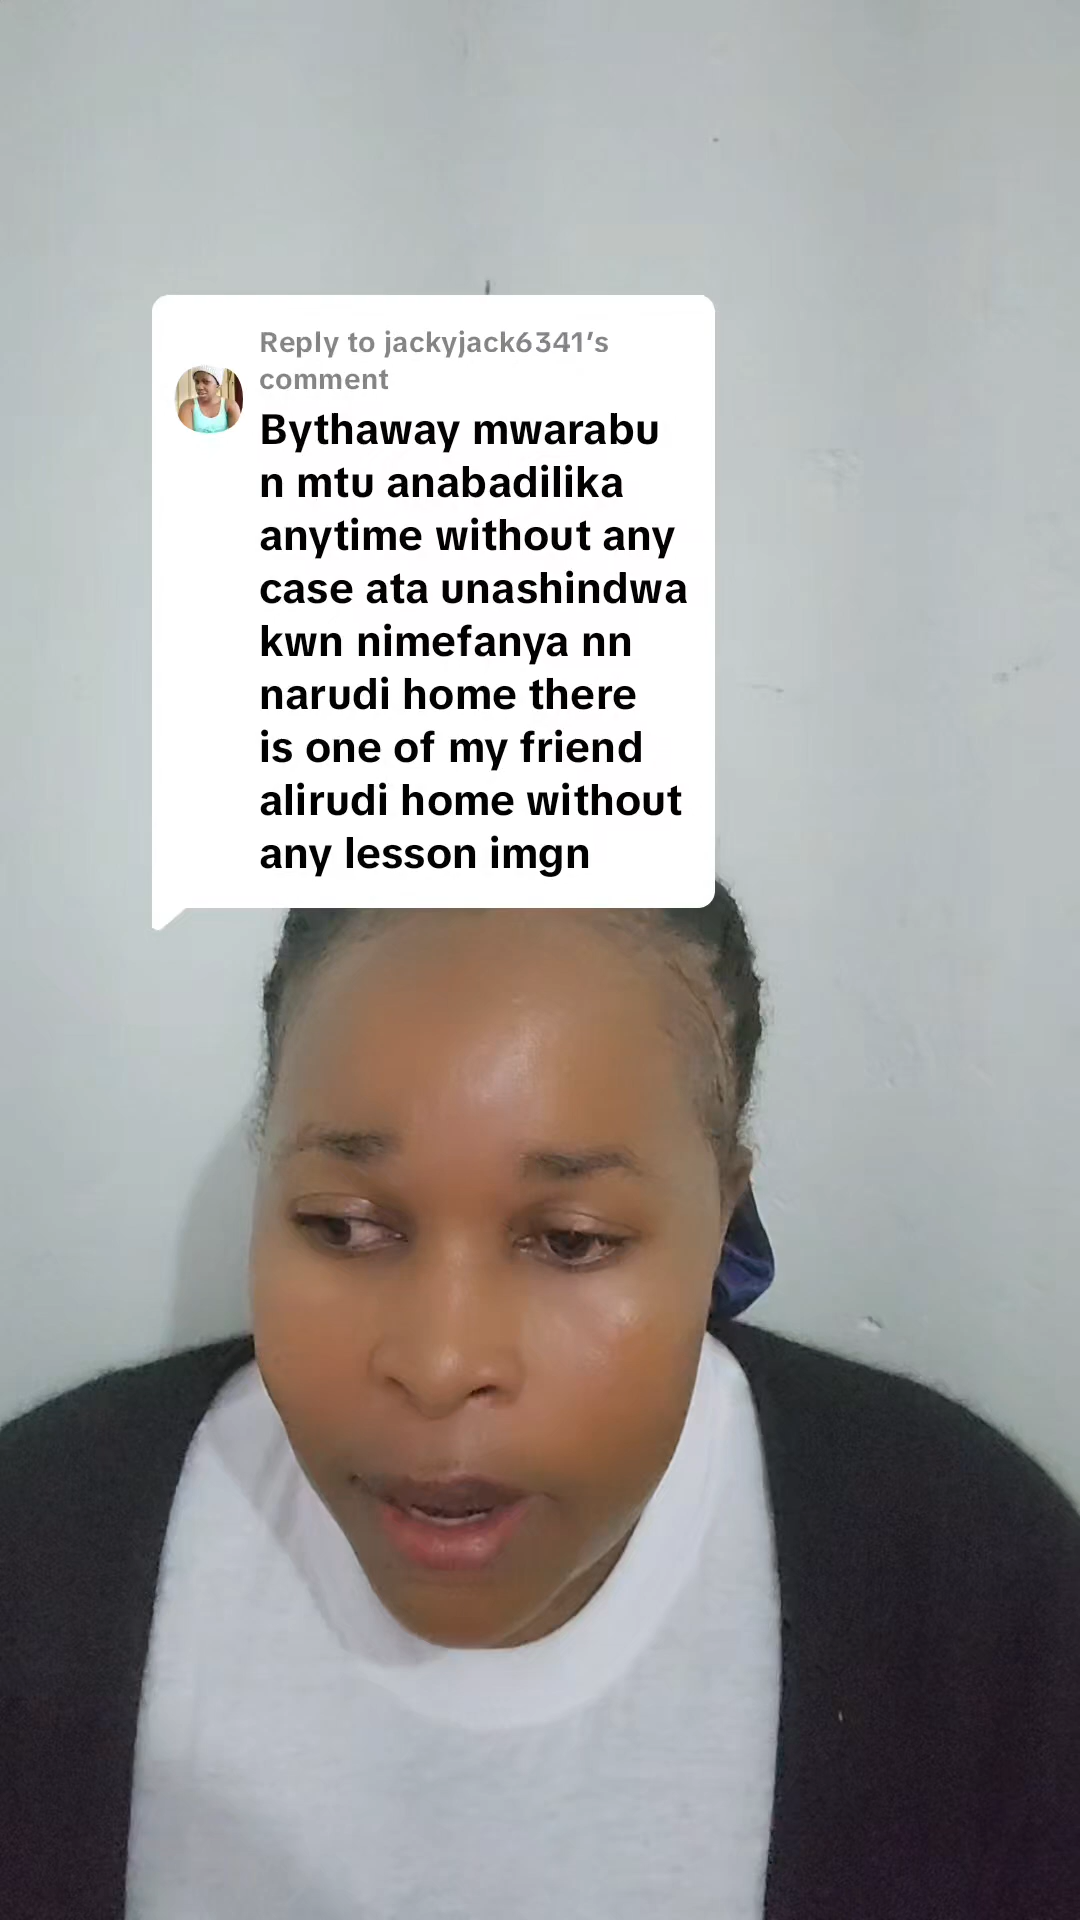 Reply to jackyjack6341's
comment
Bythaway mwarabu
n mtu anabadilika
anytime without any
case ata unashindwa
kwn nimefanya nn
narudi home there
is one of my friend
alirudi home without
any lesson imgn